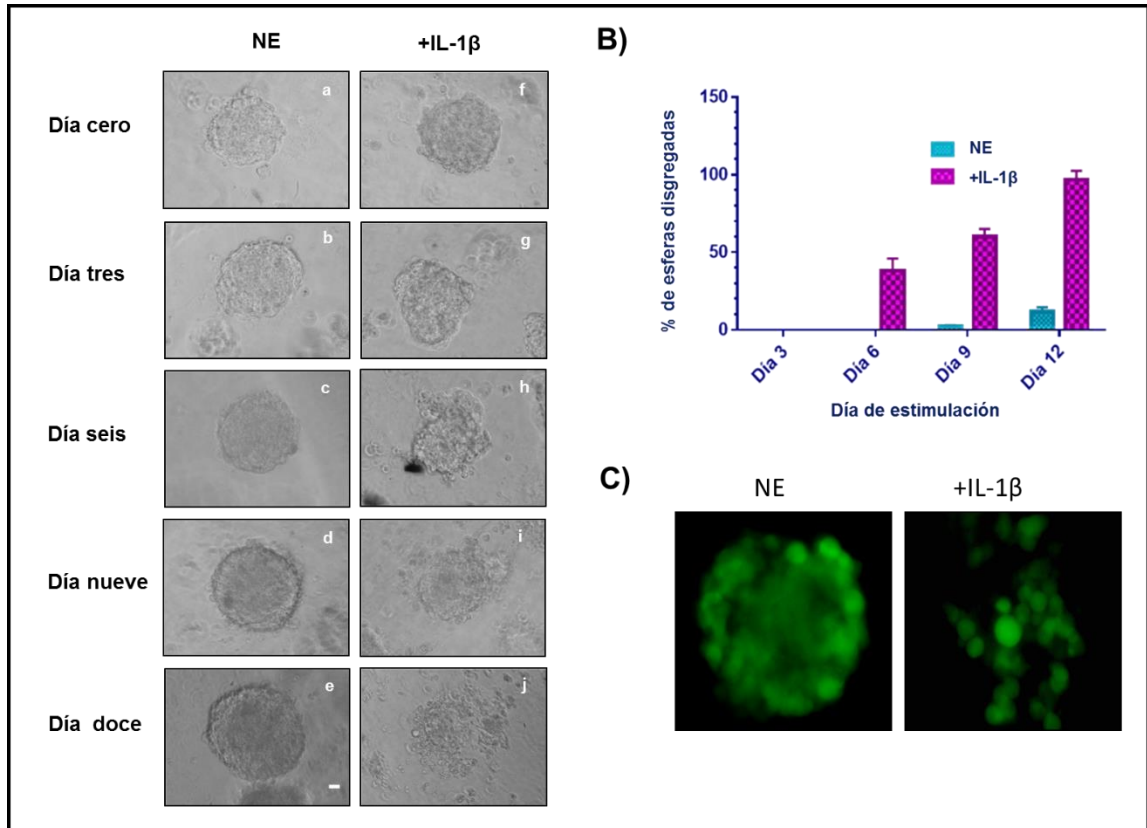 NE
+IL-1β
Día cero
a
f
Día tres
b
g
Día seis
c
h
Día nueve
d
i
Día doce
e
j
B)
% de esferas disgregadas
150
100
50
0
NE
+IL-1β
Día 3
Día 6
Día 9
Día 12
Día de estimulación
C)
NE
+IL-1β